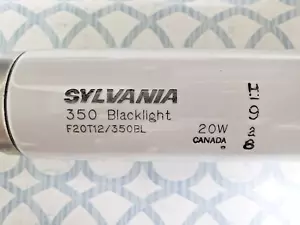 SYLVANIA
350 Blacklight
F20T12/350BL
20W
CANADA
H
9
2
8